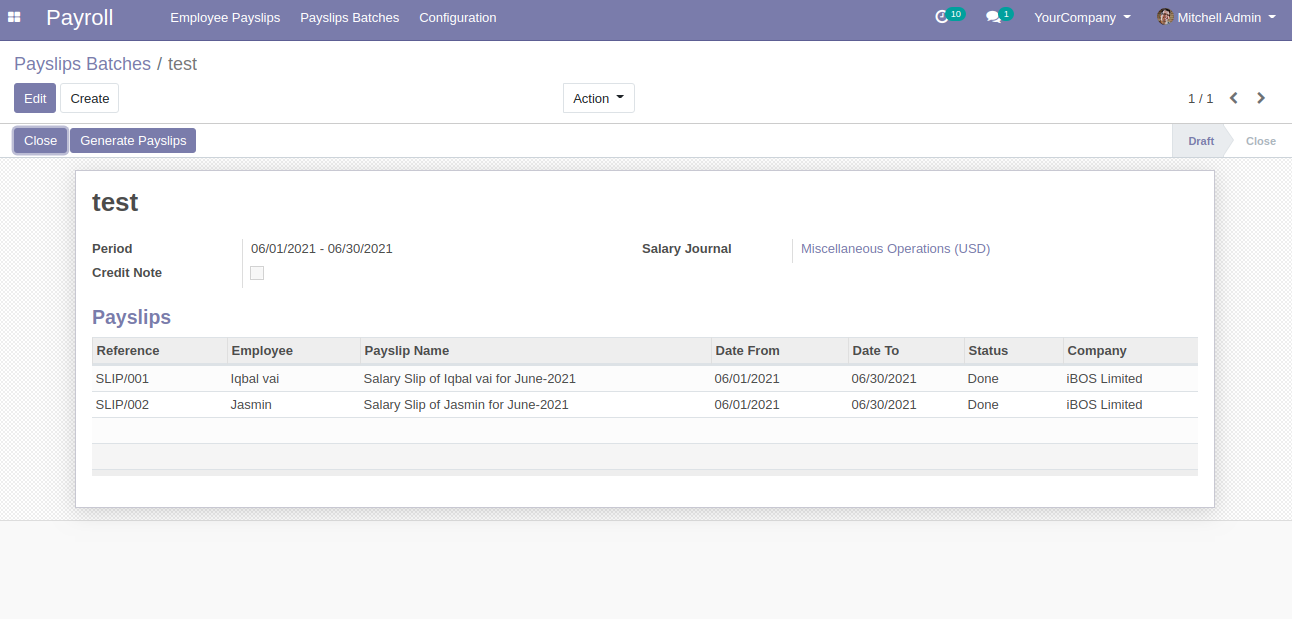 Payroll Employee Payslips Payslips Batches Configuration 10 1 YourCompany Mitchell Admin
Payslips Batches / test
Edit Create Action 1 / 1
Close Generate Payslips Draft Close
test
Period 06/01/2021 - 06/30/2021 Salary Journal Miscellaneous Operations (USD)
Credit Note
Payslips
Reference Employee Payslip Name Date From Date To Status Company
SLIP/001 Iqbal vai Salary Slip of Iqbal vai for June-2021 06/01/2021 06/30/2021 Done iBOS Limited
SLIP/002 Jasmin Salary Slip of Jasmin for June-2021 06/01/2021 06/30/2021 Done iBOS Limited